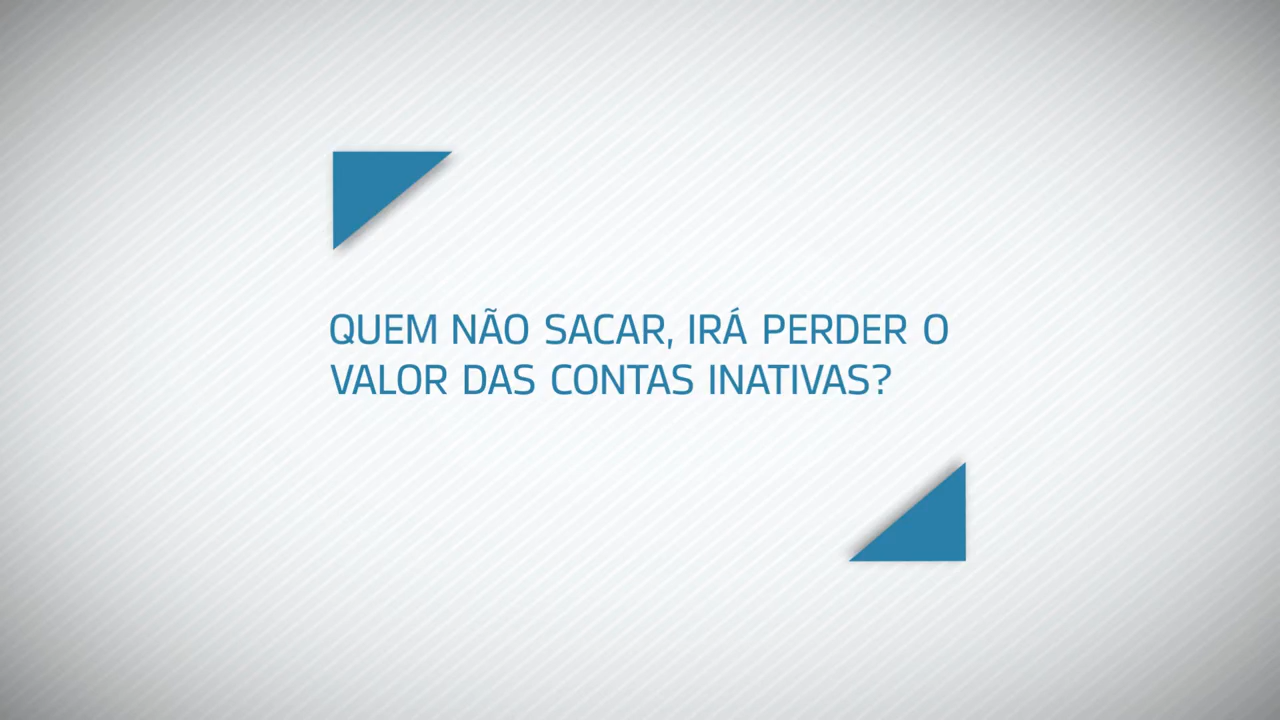 QUEM NÃO SACAR, IRÁ PERDER O
VALOR DAS CONTAS INATIVAS?